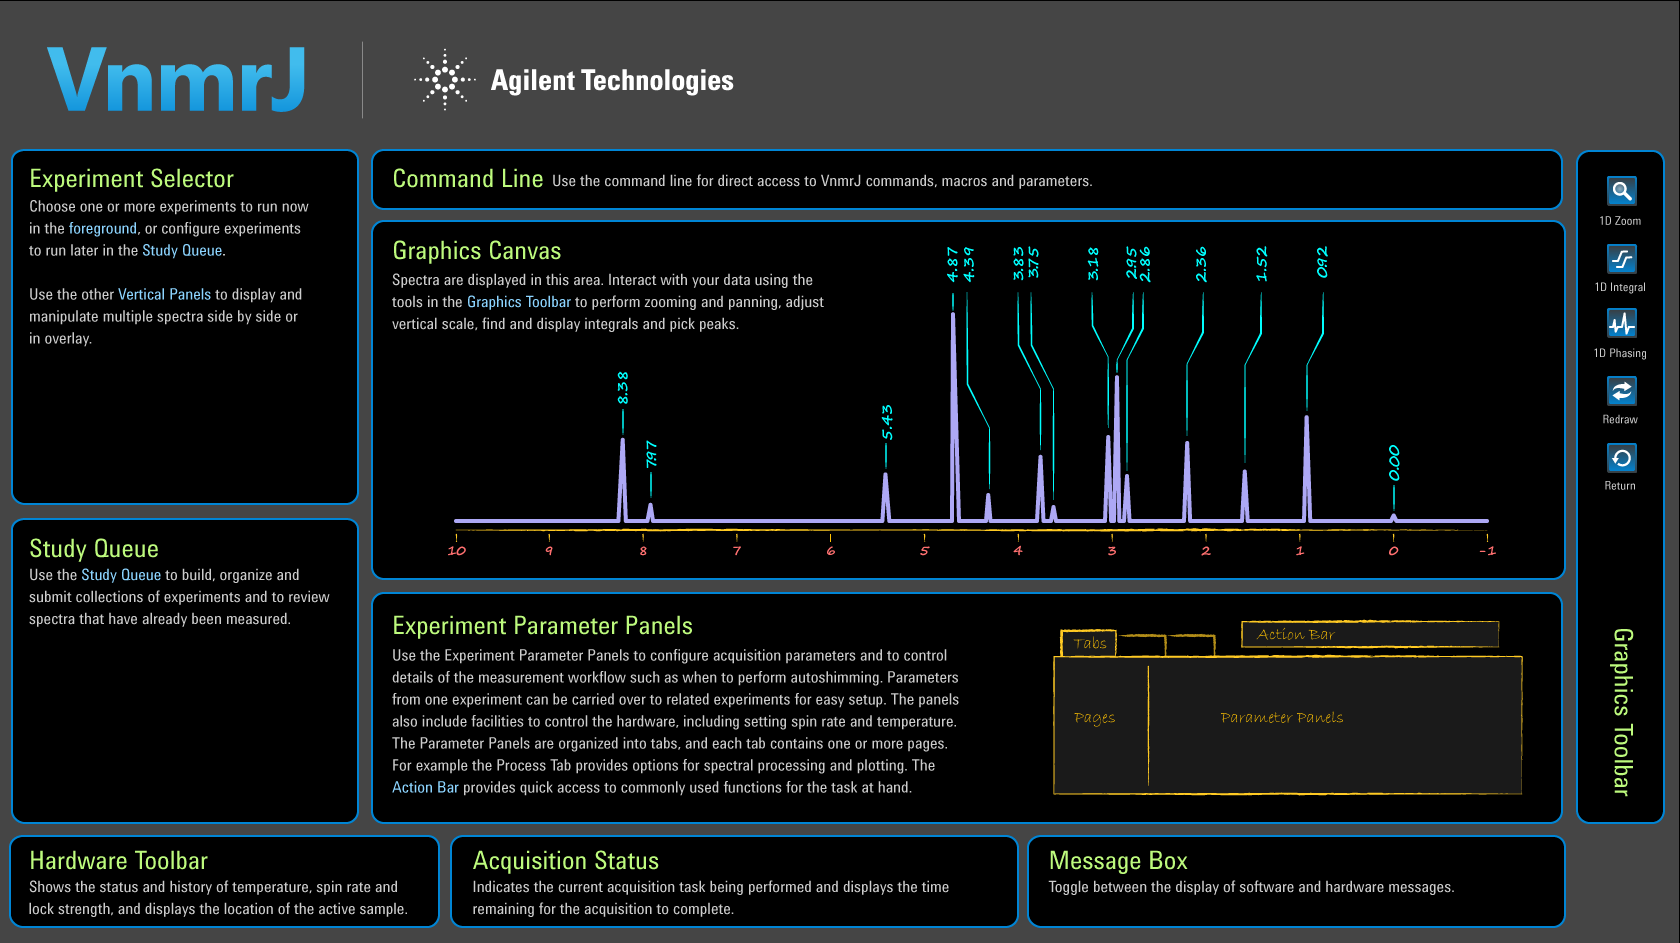 VnmrJ
Agilent Technologies
Experiment Selector
Choose one or more experiments to run now
in the foreground, or configure experiments
to run later in the Study Queue.
Use the other Vertical Panels to display and
manipulate multiple spectra side by side or
in overlay.
Study Queue
Use the Study Queue to build, organize and
submit collections of experiments and to review
spectra that have already been measured.
Command Line Use the command line for direct access to VnmrJ commands, macros and parameters.
Graphics Canvas
Spectra are displayed in this area. Interact with your data using the
tools in the Graphics Toolbar to perform zooming and panning, adjust
vertical scale, find and display integrals and pick peaks.
8.38
7.97
5.43
4.87
4.39
3.83
3.75
3.18
2.95
2.86
2.36
1.52
0.92
0.00
10 9 8 7 6 5 4 3 2 1 0 -1
Experiment Parameter Panels
Use the Experiment Parameter Panels to configure acquisition parameters and to control
details of the measurement workflow such as when to perform autoshimming. Parameters
from one experiment can be carried over to related experiments for easy setup. The panels
also include facilities to control the hardware, including setting spin rate and temperature.
The Parameter Panels are organized into tabs, and each tab contains one or more pages.
For example the Process Tab provides options for spectral processing and plotting. The
Action Bar provides quick access to commonly used functions for the task at hand.
Tabs
Action Bar
Pages
Parameter Panels
1D Zoom
1D Integral
1D Phasing
Redraw
Return
Graphics Toolbar
Hardware Toolbar
Shows the status and history of temperature, spin rate and
lock strength, and displays the location of the active sample.
Acquisition Status
Indicates the current acquisition task being performed and displays the time
remaining for the acquisition to complete.
Message Box
Toggle between the display of software and hardware messages.